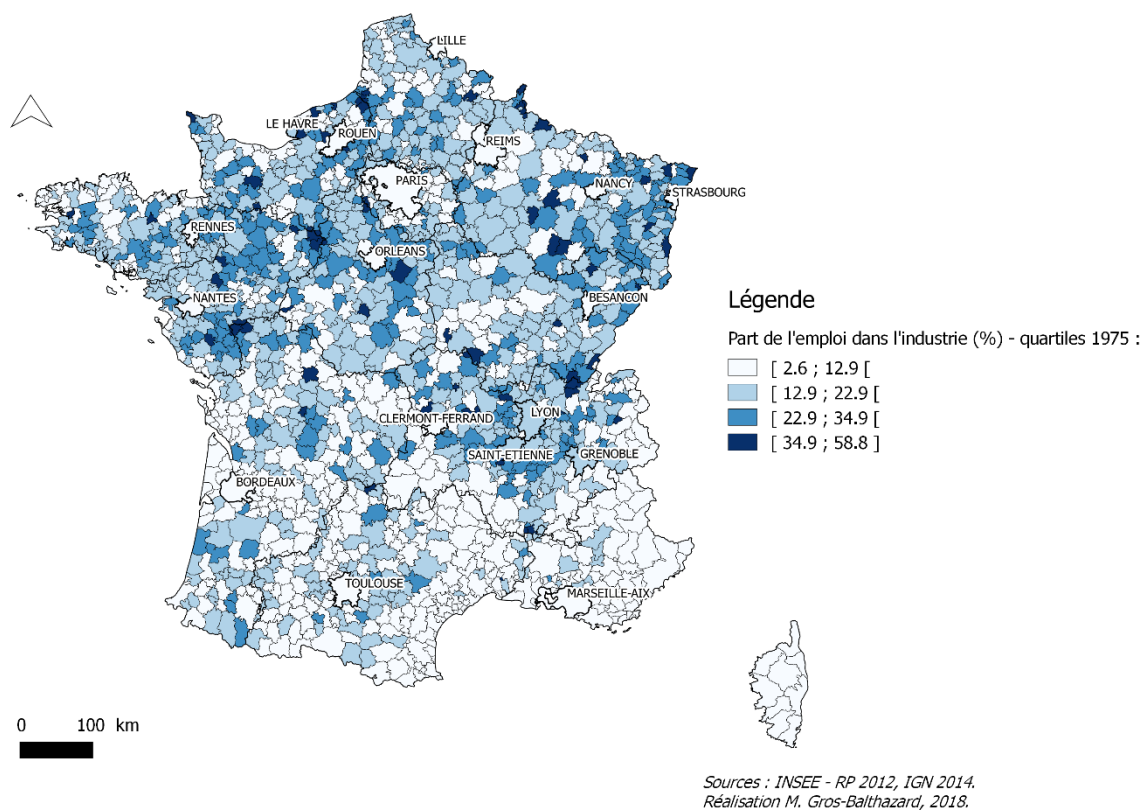 LILLE
LE HAVRE
ROUEN
REIMS
PARIS
NANCY
STRASBOURG
RENNES
ORLEANS
NANTES
BESANCON
CLERMONT-FERRAND
LYON
SAINT-ETIENNE
GRENOBLE
BORDEAUX
TOULOUSE
MARSEILLE-AIX
Légende
Part de l'emploi dans l'industrie (%) - quartiles 1975 :
[ 2.6 ; 12.9 [
[ 12.9 ; 22.9 [
[ 22.9 ; 34.9 [
[ 34.9 ; 58.8 ]
0 100 km
Sources : INSEE - RP 2012, IGN 2014.
Réalisation M. Gros-Balthazard, 2018.